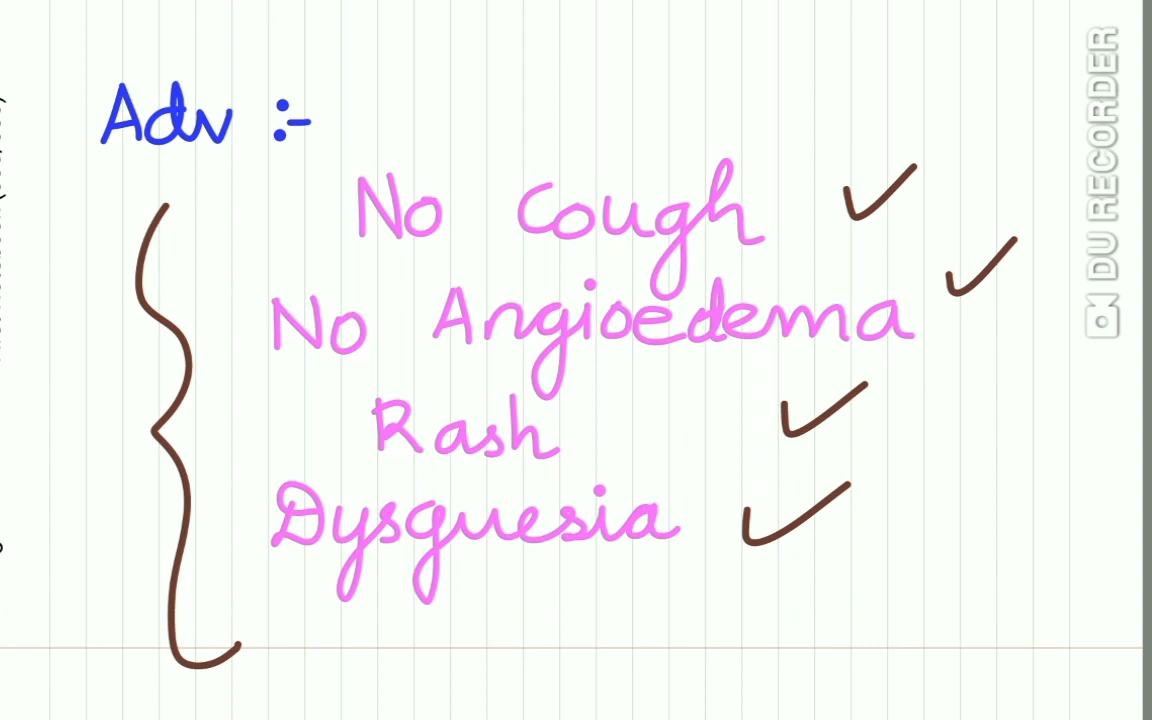 Adv :-
No Cough
No Angioedema
Rash
Dysguesia
DU RECORDER